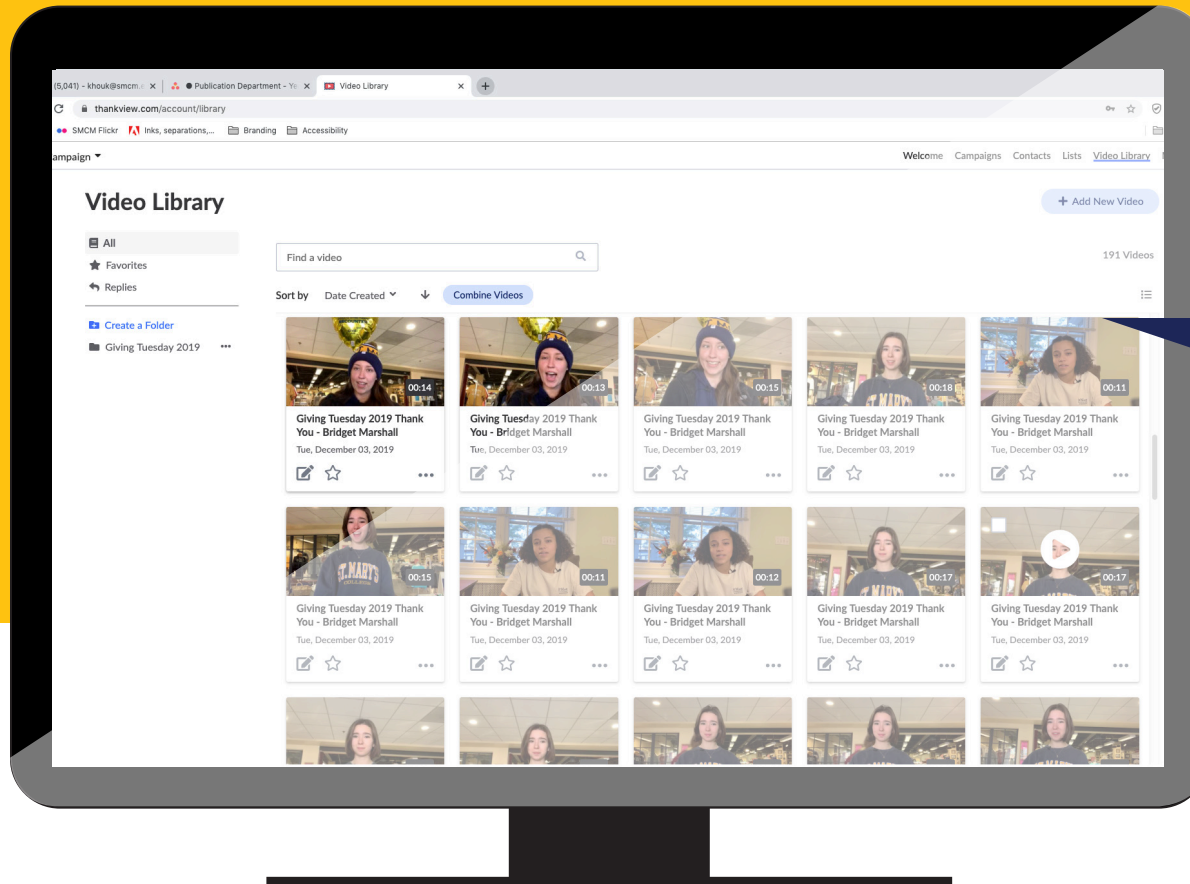 (5,041) - khouk@smcm.e
Publication Department - Yo
Video Library
thankview.com/account/library
SMCM Flickr
Inks, separations,...
Branding
Accessibility
ampaign
Welcome Campaigns Contacts Lists Video Library
Video Library
+ Add New Video
All
Favorites
Replies
Create a Folder
Giving Tuesday 2019
Find a video
191 Videos
Sort by Date Created
Combine Videos
00:14
Giving Tuesday 2019 Thank
You - Bridget Marshall
Tue, December 03, 2019
00:13
Giving Tuesday 2019 Thank
You - Bridget Marshall
Tue, December 03, 2019
00:15
Giving Tuesday 2019 Thank
You - Bridget Marshall
Tue, December 03, 2019
00:18
Giving Tuesday 2019 Thank
You - Bridget Marshall
Tue, December 03, 2019
00:11
Giving Tuesday 2019 Thank
You - Bridget Marshall
Tue, December 03, 2019
ST.MARY'S
00:15
Giving Tuesday 2019 Thank
You - Bridget Marshall
Tue, December 03, 2019
00:11
Giving Tuesday 2019 Thank
You - Bridget Marshall
Tue, December 03, 2019
00:12
Giving Tuesday 2019 Thank
You - Bridget Marshall
Tue, December 03, 2019
00:17
Giving Tuesday 2019 Thank
You - Bridget Marshall
Tue, December 03, 2019
00:17
Giving Tuesday 2019 Thank
You - Bridget Marshall
Tue, December 03, 2019